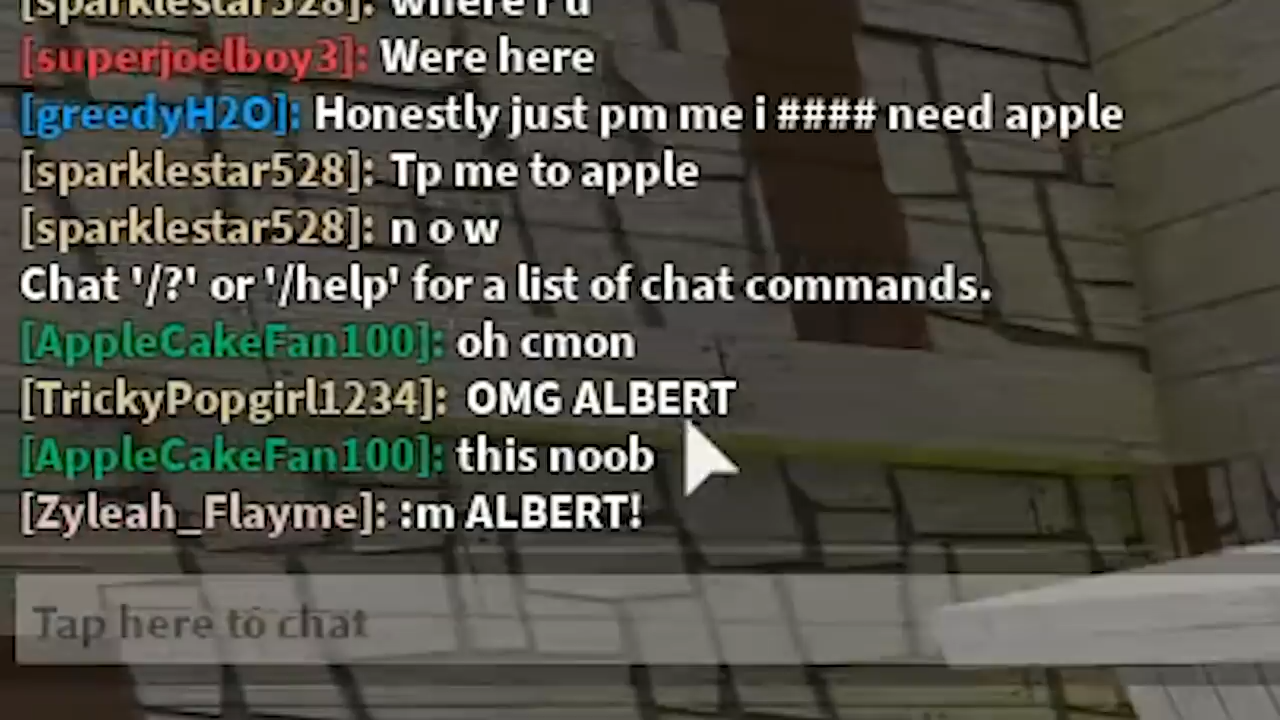 [sparklestar528]: where r u
[superjoelboy3]: Were here
[greedyH2O]: Honestly just pm me i #### need apple
[sparklestar528]: Tp me to apple
[sparklestar528]: n o w
Chat '/?' or '/help' for a list of chat commands.
[AppleCakeFan100]: oh cmon
[TrickyPopgirl1234]: OMG ALBERT
[AppleCakeFan100]: this noob
[Zyleah_Flayme]: :m ALBERT!
Tap here to chat